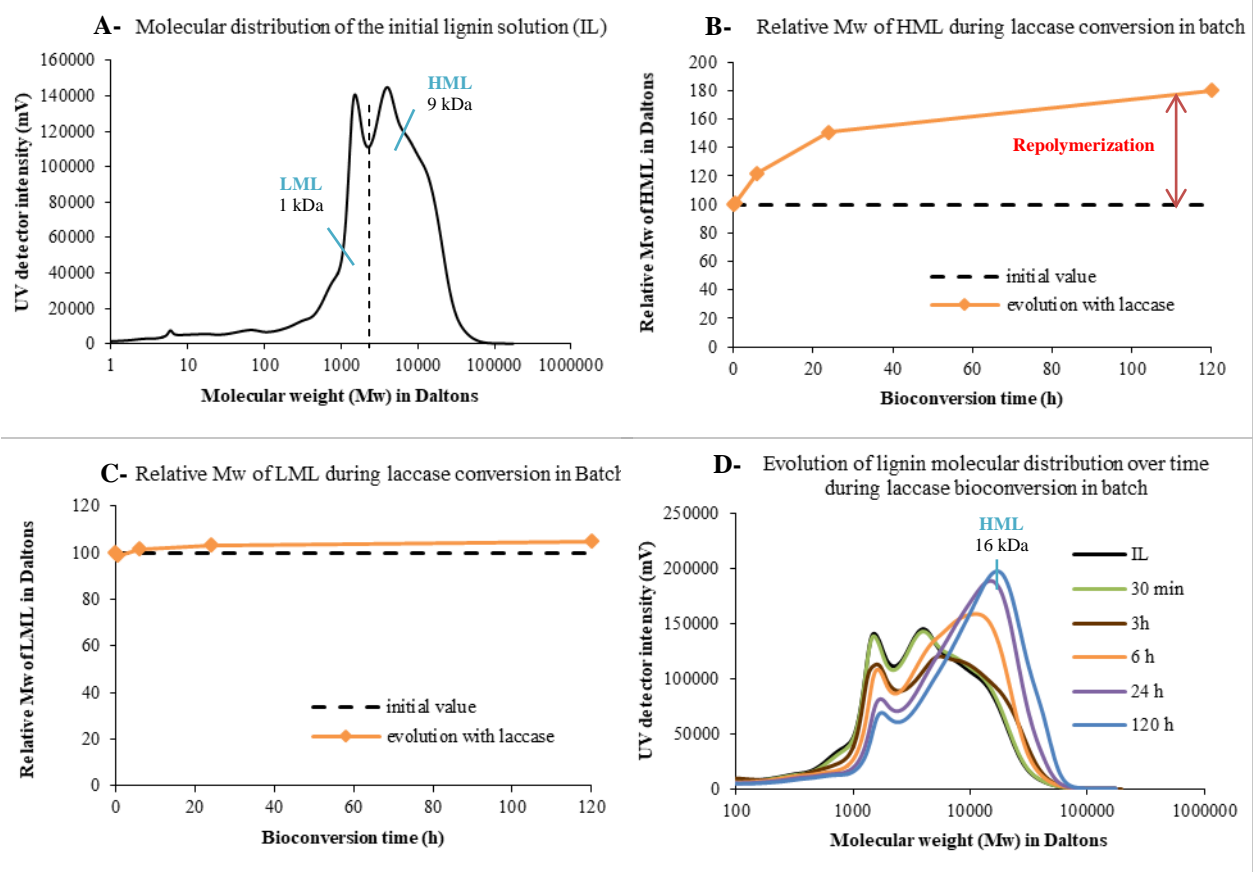 A- Molecular distribution of the initial lignin solution (IL)
UV detector intensity (mV)
160000
140000
120000
100000
80000
60000
40000
20000
0
HML
9 kDa
LML
1 kDa
1 10 100 1000 10000 100000 1000000
Molecular weight (Mw) in Daltons
B- Relative Mw of HML during laccase conversion in batch
Relative Mw of HML in Daltons
200
180
160
140
120
100
80
60
40
20
0
Repolymerization
initial value
evolution with laccase
0 20 40 60 80 100 120
Bioconversion time (h)
C- Relative Mw of LML during laccase conversion in Batch
Relative Mw of LML in Daltons
120
100
80
60
40
20
0
initial value
evolution with laccase
0 20 40 60 80 100 120
Bioconversion time (h)
D- Evolution of lignin molecular distribution over time
during laccase bioconversion in batch
UV detector intensity (mV)
250000
200000
150000
100000
50000
0
HML
16 kDa
IL
30 min
3h
6 h
24 h
120 h
100 1000 10000 100000 1000000
Molecular weight (Mw) in Daltons